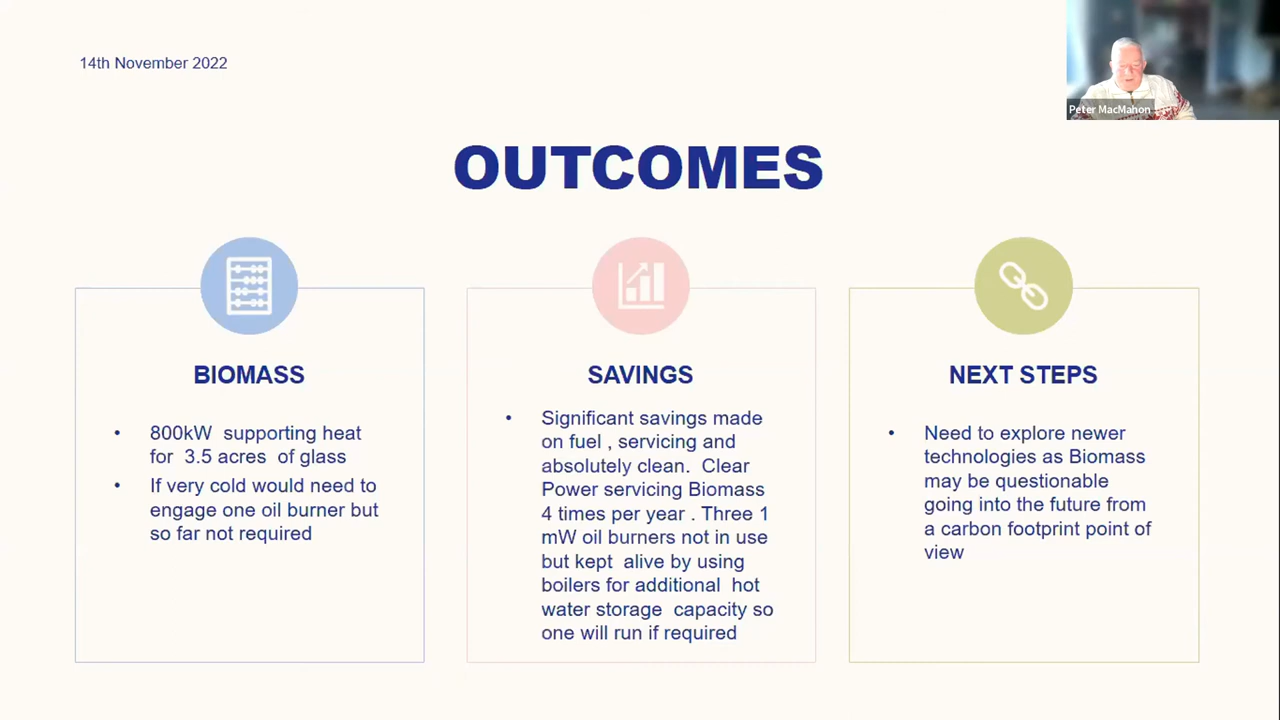 14th November 2022
Peter MacMahon
OUTCOMES
BIOMASS
• 800kW supporting heat
for 3.5 acres of glass
• If very cold would need to
engage one oil burner but
so far not required
SAVINGS
• Significant savings made
on fuel , servicing and
absolutely clean. Clear
Power servicing Biomass
4 times per year . Three 1
mW oil burners not in use
but kept alive by using
boilers for additional hot
water storage capacity so
one will run if required
NEXT STEPS
• Need to explore newer
technologies as Biomass
may be questionable
going into the future from
a carbon footprint point of
view